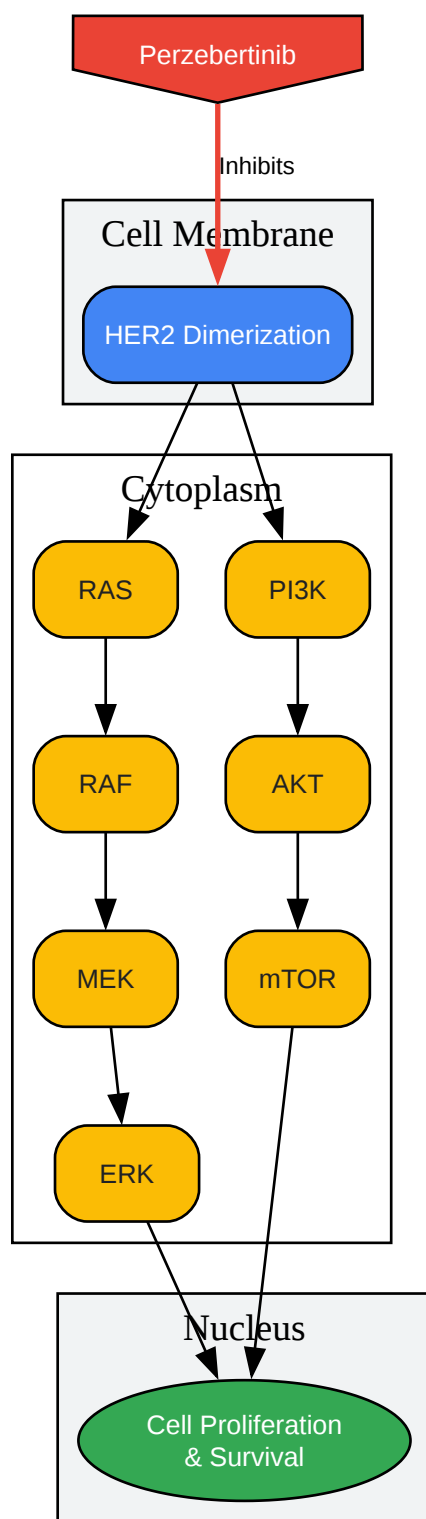 Perzebertinib
Inhibits
Cell Membrane
HER2 Dimerization
Cytoplasm
RAS
PI3K
RAF
AKT
MEK
mTOR
ERK
Nucleus
Cell Proliferation
& Survival